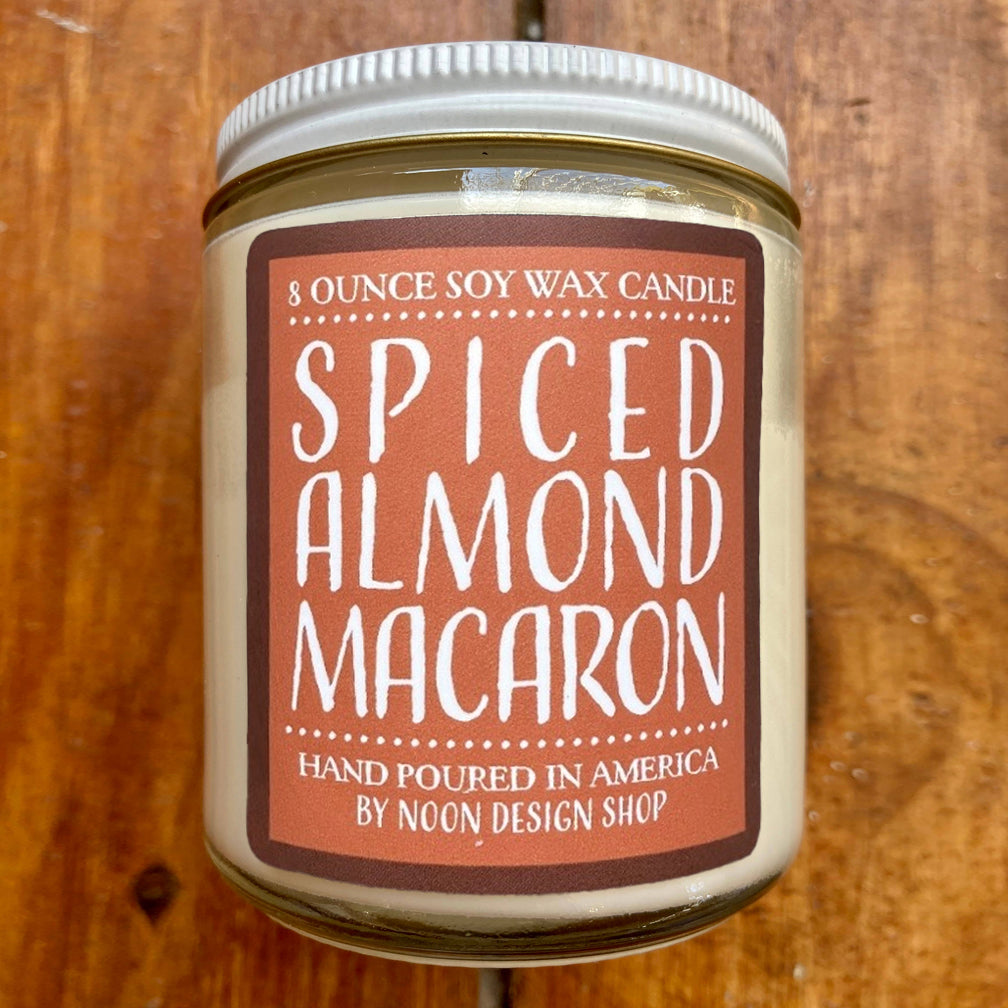 8 OUNCE SOY WAX CANDLE
SPICED
ALMOND
MACARON
HAND POURED IN AMERICA
BY NOON DESIGN SHOP